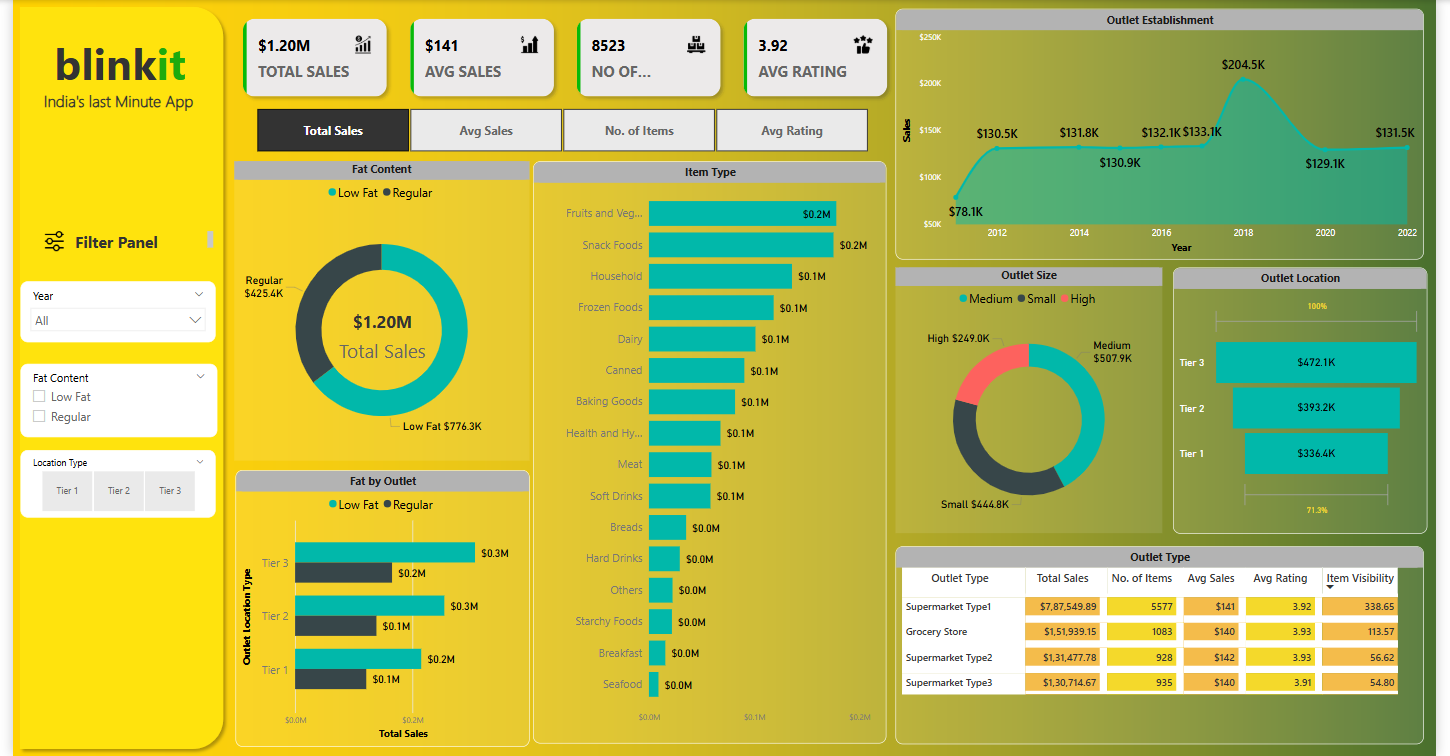 blinkit
India's last Minute App
Filter Panel
Year
All
Fat Content
Low Fat
Regular
Location Type
Tier 1 Tier 2 Tier 3
$1.20M
TOTAL SALES
$141
AVG SALES
8523
NO OF...
3.92
AVG RATING
Total Sales Avg Sales No. of Items Avg Rating
Fat Content
Low Fat Regular
Regular
$425.4K
$1.20M
Total Sales
Low Fat $776.3K
Fat by Outlet
Low Fat Regular
Outlet Location Type
Tier 3 $0.3M
$0.2M
Tier 2 $0.3M
$0.1M
Tier 1 $0.2M
$0.1M
$0.0M $0.2M
Total Sales
Item Type
Fruits and Veg... $0.2M
Snack Foods $0.2M
Household $0.1M
Frozen Foods $0.1M
Dairy $0.1M
Canned $0.1M
Baking Goods $0.1M
Health and Hy... $0.1M
Meat $0.1M
Soft Drinks $0.1M
Breads $0.0M
Hard Drinks $0.0M
Others $0.0M
Starchy Foods $0.0M
Breakfast $0.0M
Seafood $0.0M
$0.0M $0.1M $0.2M
Outlet Establishment
Sales
$250K
$200K
$150K
$100K
$50K
$78.1K
$130.5K
$131.8K
$130.9K
$132.1K
$133.1K
$204.5K
$129.1K
$131.5K
2012 2014 2016 2018 2020 2022
Year
Outlet Size
Medium Small High
High $249.0K
Medium
$507.9K
Small $444.8K
Outlet Location
100%
Tier 3 $472.1K
Tier 2 $393.2K
Tier 1 $336.4K
71.3%
Outlet Type
Outlet Type Total Sales No. of Items Avg Sales Avg Rating Item Visibility
Supermarket Type1 $7,87,549.89 5577 $141 3.92 338.65
Grocery Store $1,51,939.15 1083 $140 3.93 113.57
Supermarket Type2 $1,31,477.78 928 $142 3.93 56.62
Supermarket Type3 $1,30,714.67 935 $140 3.91 54.80